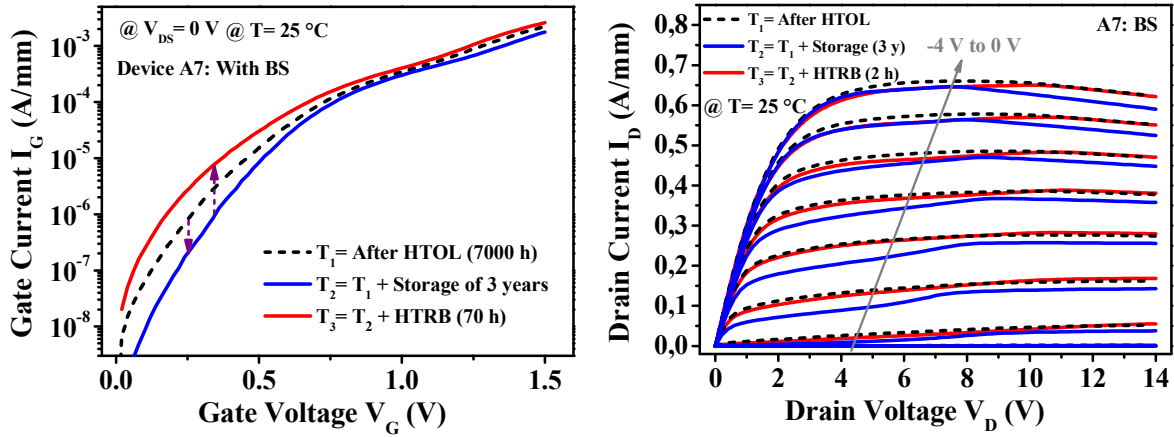 @ V_DS= 0 V @ T= 25 °C
Device A7: With BS
T₁= After HTOL (7000 h)
T₂= T₁ + Storage of 3 years
T₃= T₂ + HTRB (70 h)
Gate Current I_G (A/mm)
10⁻³
10⁻⁴
10⁻⁵
10⁻⁶
10⁻⁷
10⁻⁸
0.0 0.5 1.0 1.5
Gate Voltage V_G (V)
T₁= After HTOL
T₂= T₁ + Storage (3 y)
T₃= T₂ + HTRB (2 h)
@ T= 25 °C
A7: BS
-4 V to 0 V
Drain Current I_D (A/mm)
0,8
0,7
0,6
0,5
0,4
0,3
0,2
0,1
0,0
0 2 4 6 8 10 12 14
Drain Voltage V_D (V)